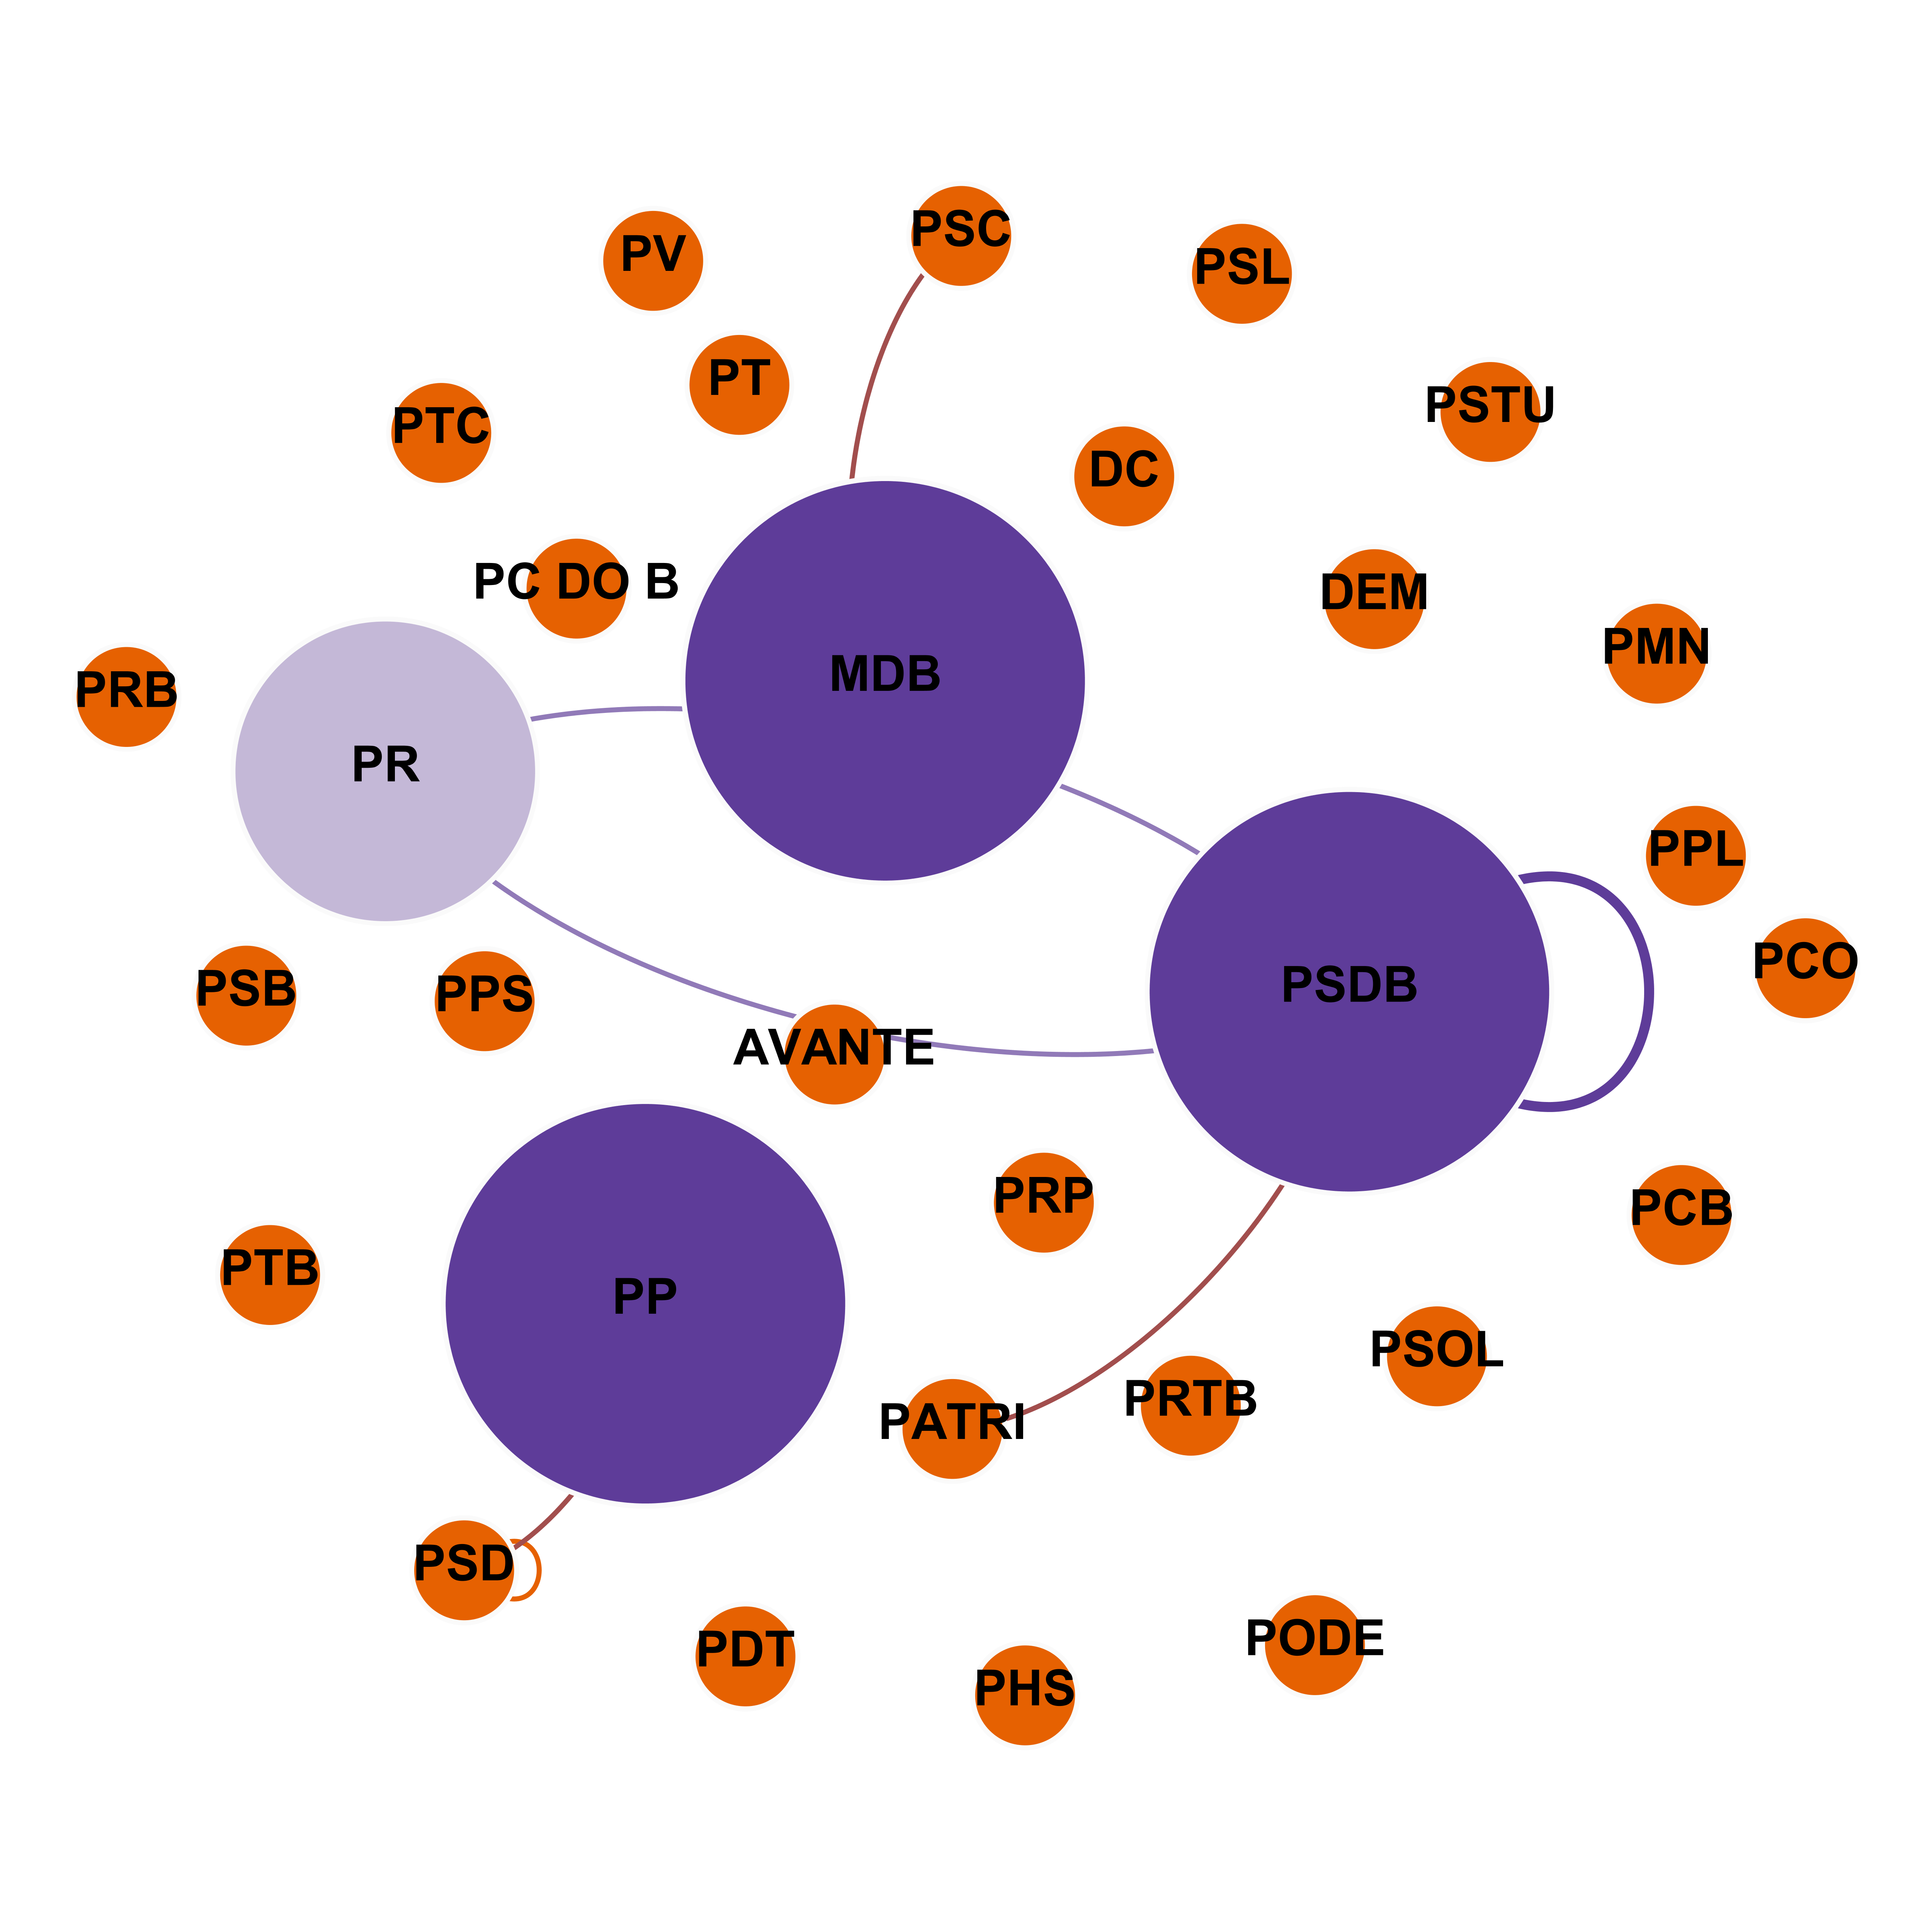 PSC
PV
PSL
PT
PSTU
PTC
DC
PC DO B
DEM
PMN
MDB
PRB
PR
PPL
PCO
PSDB
PSB
PPS
AVANTE
PRP
PCB
PTB
PP
PSOL
PRTB
PATRI
PSD
PODE
PDT
PHS